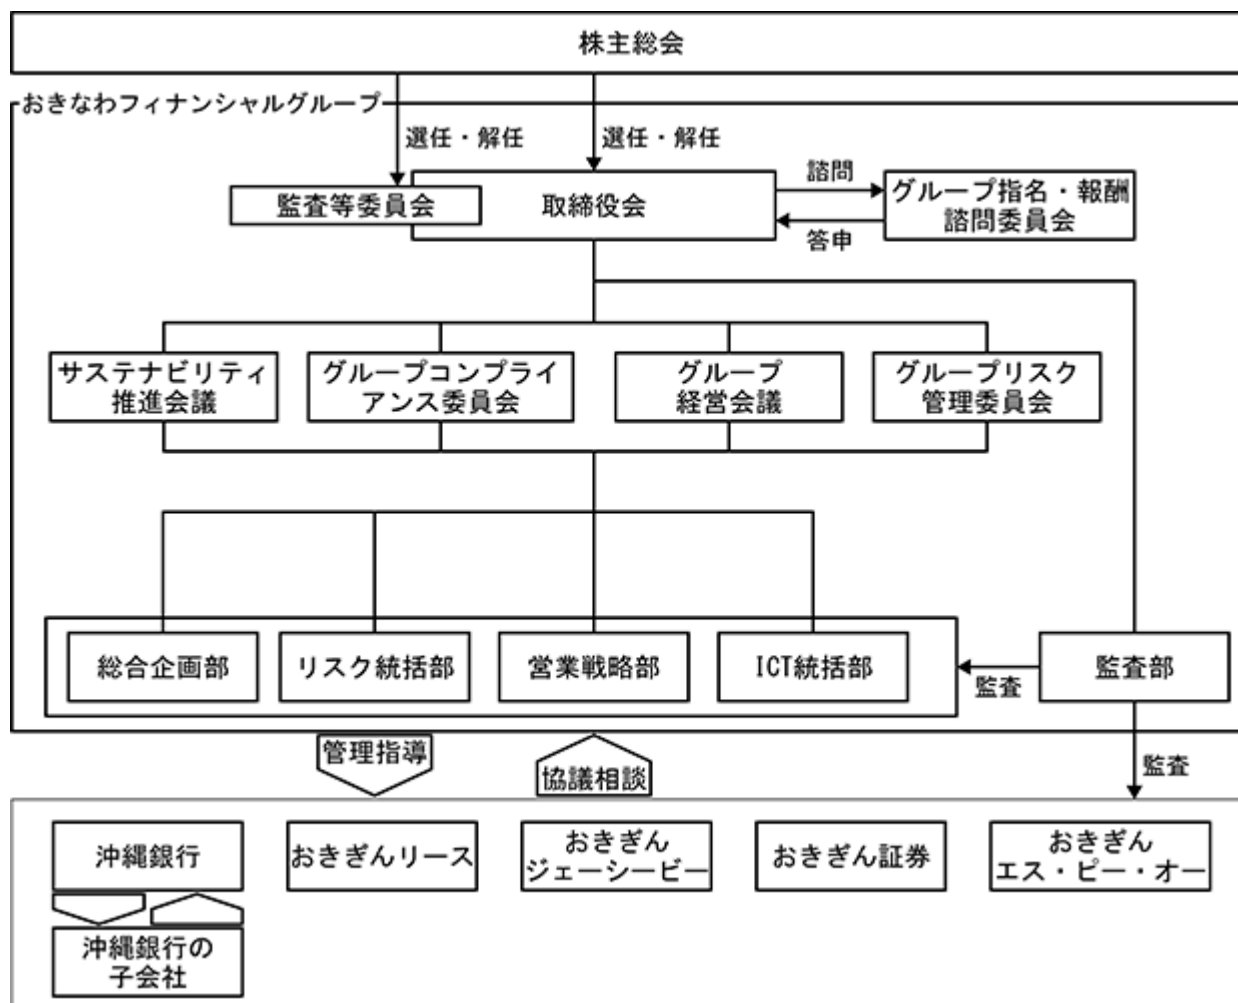 株主総会
おきなわフィナンシャルグループ
選任・解任
選任・解任
監査等委員会
取締役会
諮問
答申
グループ指名・報酬
諮問委員会
サステナビリティ
推進会議
グループコンプライ
アンス委員会
グループ
経営会議
グループリスク
管理委員会
総合企画部
リスク統括部
営業戦略部
ICT統括部
監査
監査部
管理指導
協議相談
監査
沖縄銀行
おきぎんリース
おきぎん
ジェーシービー
おきぎん証券
おきぎん
エス・ピー・オー
沖縄銀行の
子会社